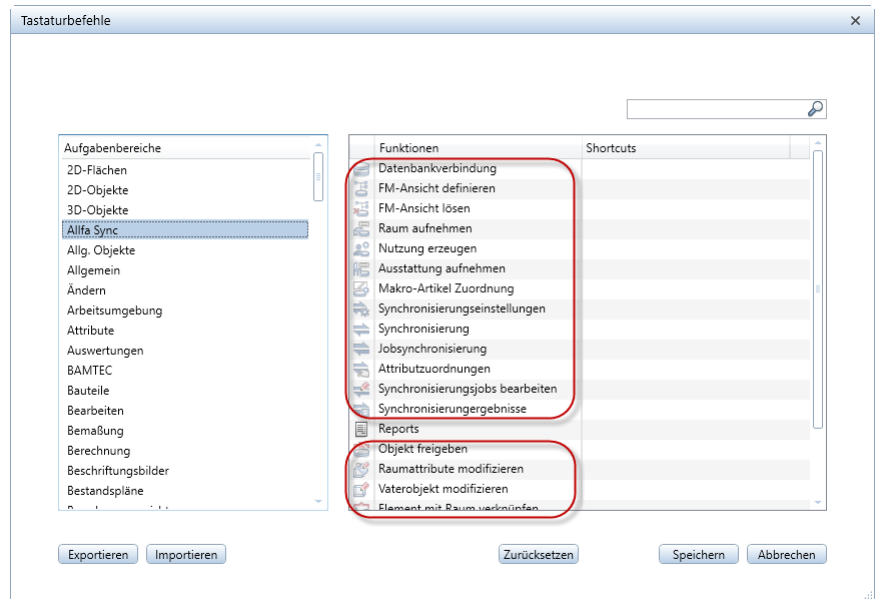 Tastaturbefehle
Aufgabenbereiche
2D-Flächen
2D-Objekte
3D-Objekte
Allfa Sync
Allg. Objekte
Allgemein
Ändern
Arbeitsumgebung
Attribute
Auswertungen
BAMTEC
Bauteile
Bearbeiten
Bemaßung
Berechnung
Beschriftungsbilder
Bestandspläne
Funktionen Shortcuts
Datenbankverbindung
FM-Ansicht definieren
FM-Ansicht lösen
Raum aufnehmen
Nutzung erzeugen
Ausstattung aufnehmen
Makro-Artikel Zuordnung
Synchronisierungseinstellungen
Synchronisierung
Jobsynchronisierung
Attributzuordnungen
Synchronisierungsjobs bearbeiten
Synchronisierungergebnisse
Reports
Objekt freigeben
Raumattribute modifizieren
Vaterobjekt modifizieren
Element mit Raum verknüpfen
Exportieren Importieren Zurücksetzen Speichern Abbrechen